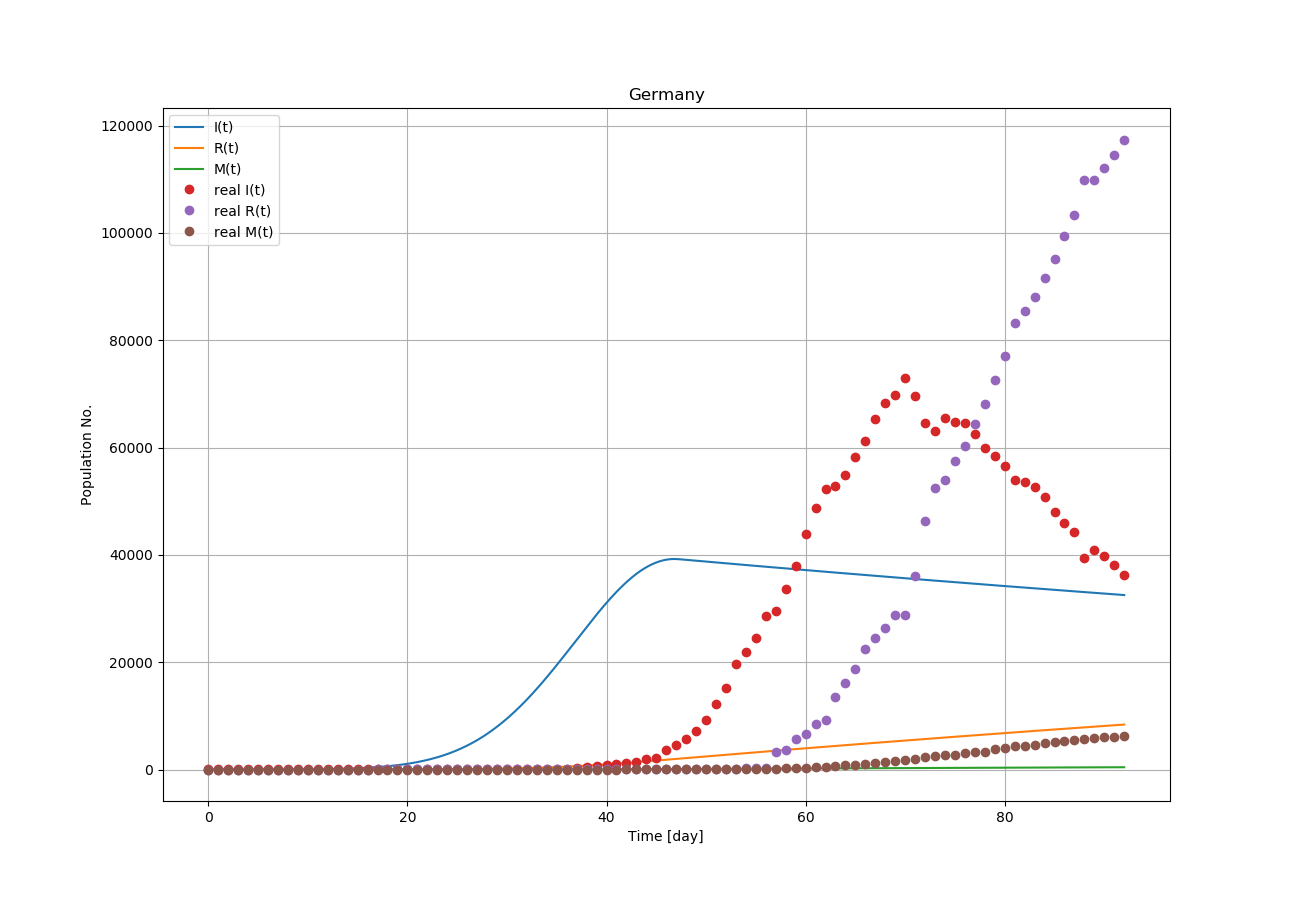 Germany
I(t)
R(t)
M(t)
real I(t)
real R(t)
real M(t)
120000
100000
80000
60000
40000
20000
0
Population No.
0 20 40 60 80
Time [day]